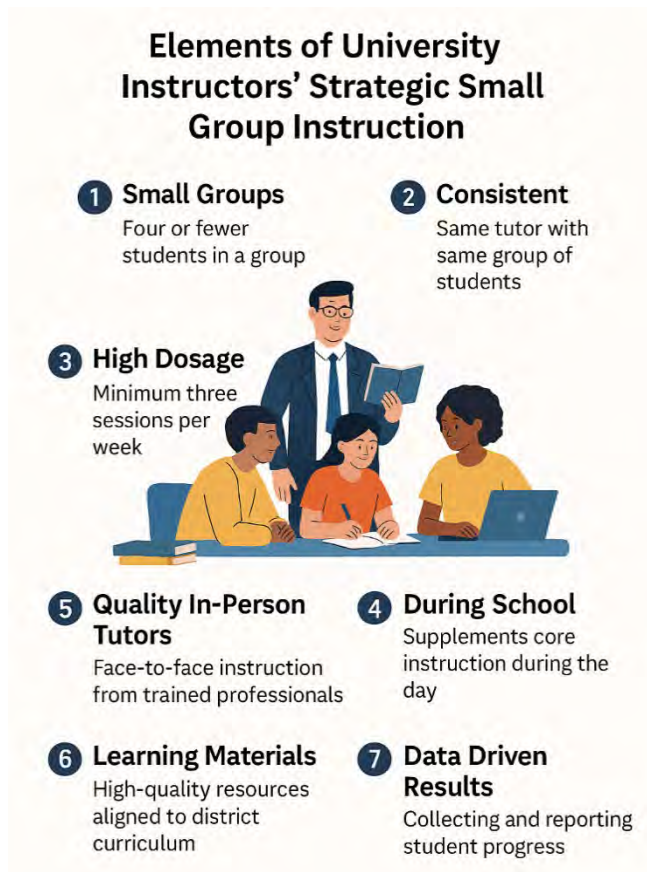 Elements of University
Instructors' Strategic Small
Group Instruction
1 Small Groups
Four or fewer
students in a group
2 Consistent
Same tutor with
same group of
students
3 High Dosage
Minimum three
sessions per
week
5 Quality In-Person
Tutors
Face-to-face instruction
from trained professionals
4 During School
Supplements core
instruction during the
day
6 Learning Materials
High-quality resources
aligned to district
curriculum
7 Data Driven
Results
Collecting and reporting
student progress